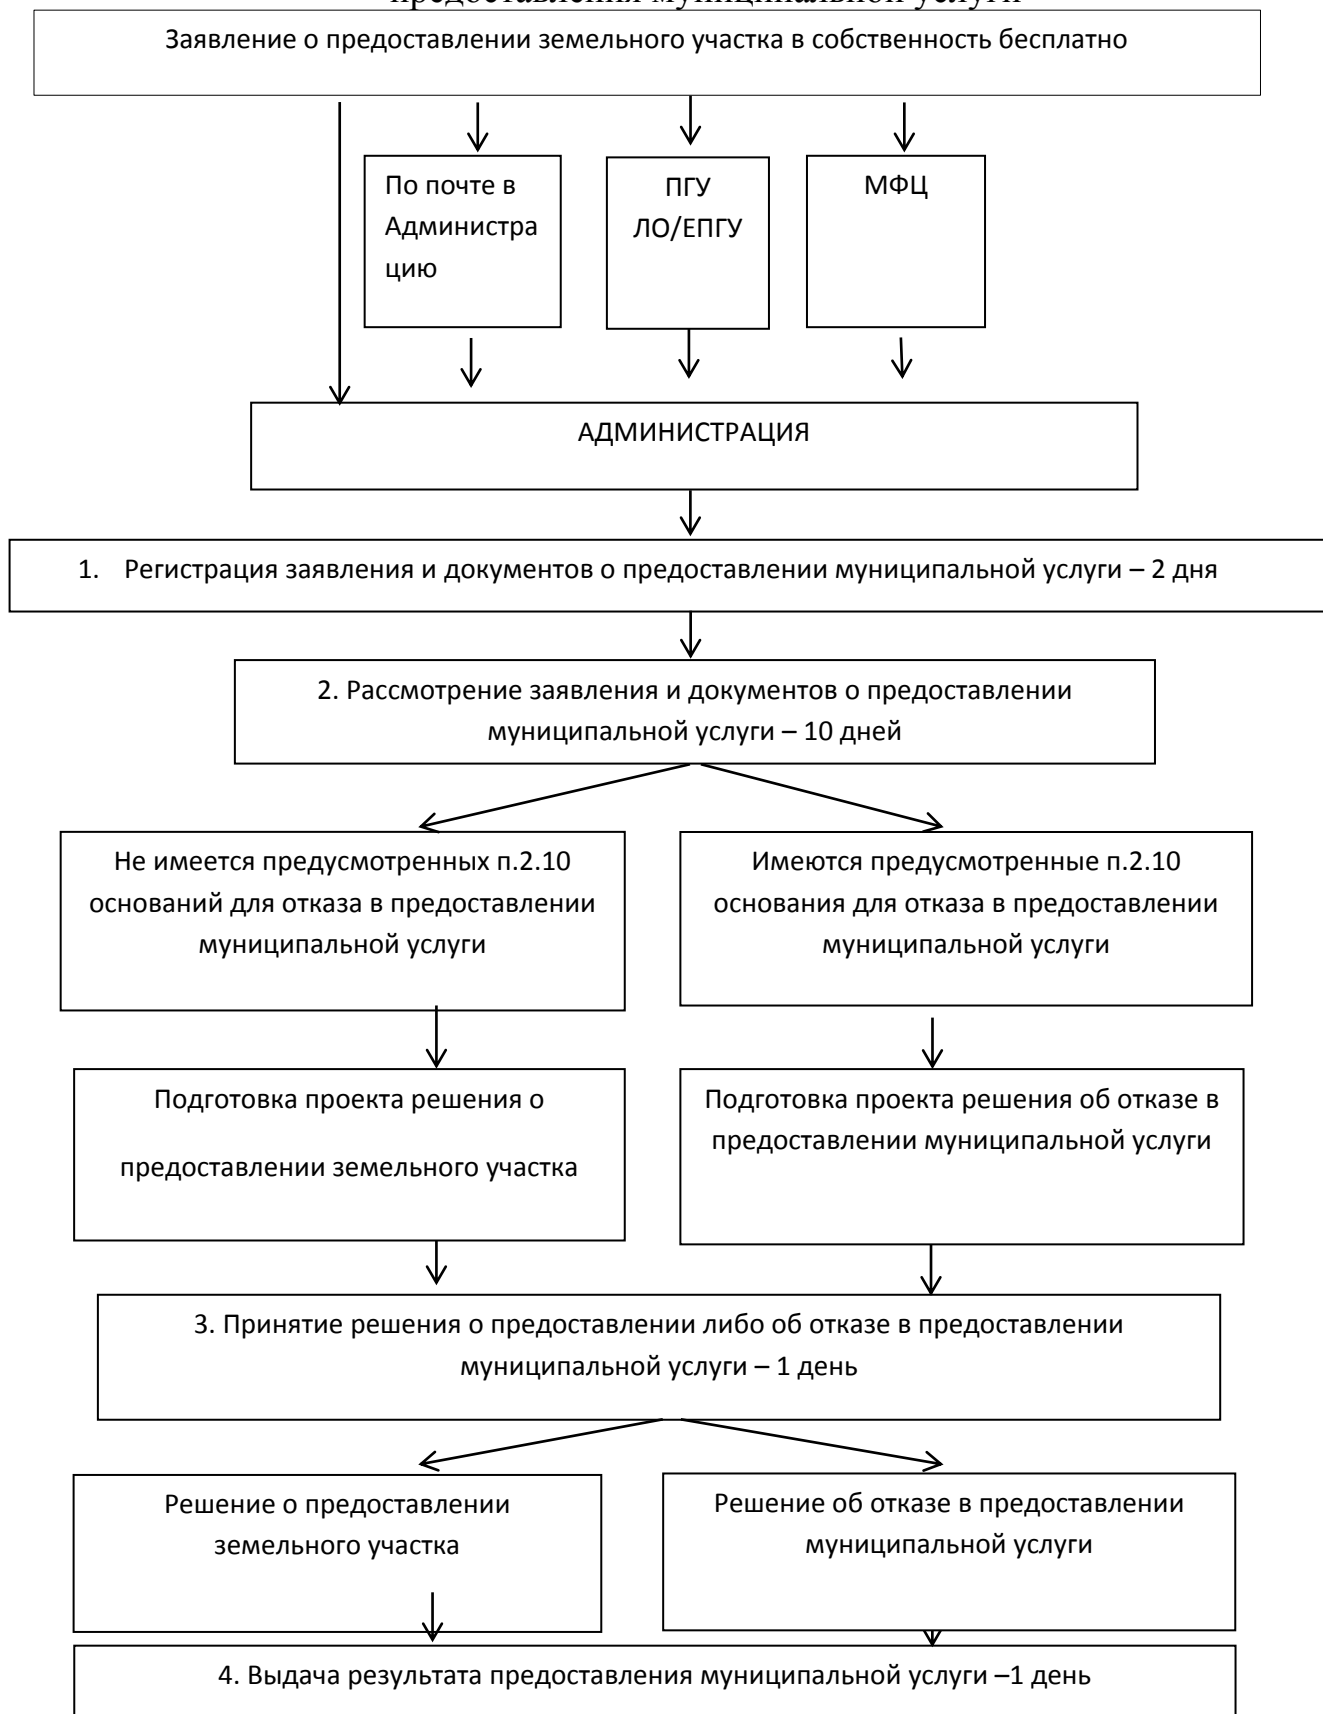 предоставления муниципальной услуги
Заявление о предоставлении земельного участка в собственность бесплатно
По почте в
Администра
цию
ПГУ
ЛО/ЕПГУ
МФЦ
АДМИНИСТРАЦИЯ
1. Регистрация заявления и документов о предоставлении муниципальной услуги – 2 дня
2. Рассмотрение заявления и документов о предоставлении
муниципальной услуги – 10 дней
Не имеется предусмотренных п.2.10
оснований для отказа в предоставлении
муниципальной услуги
Имеются предусмотренные п.2.10
основания для отказа в предоставлении
муниципальной услуги
Подготовка проекта решения о
предоставлении земельного участка
Подготовка проекта решения об отказе в
предоставлении муниципальной услуги
3. Принятие решения о предоставлении либо об отказе в предоставлении
муниципальной услуги – 1 день
Решение о предоставлении
земельного участка
Решение об отказе в предоставлении
муниципальной услуги
4. Выдача результата предоставления муниципальной услуги –1 день